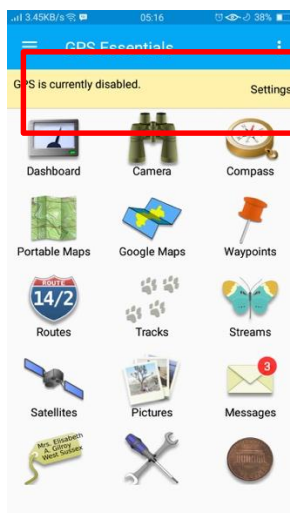 3.45KB/s 05:16 38%
GPS Essentials
GPS is currently disabled.
Settings
Dashboard Camera Compass
Portable Maps Google Maps Waypoints
ROUTE
14/2
Routes Tracks Streams
3
Satellites Pictures Messages
Mrs. Elisabeth
A. Gilroy
West Sussex